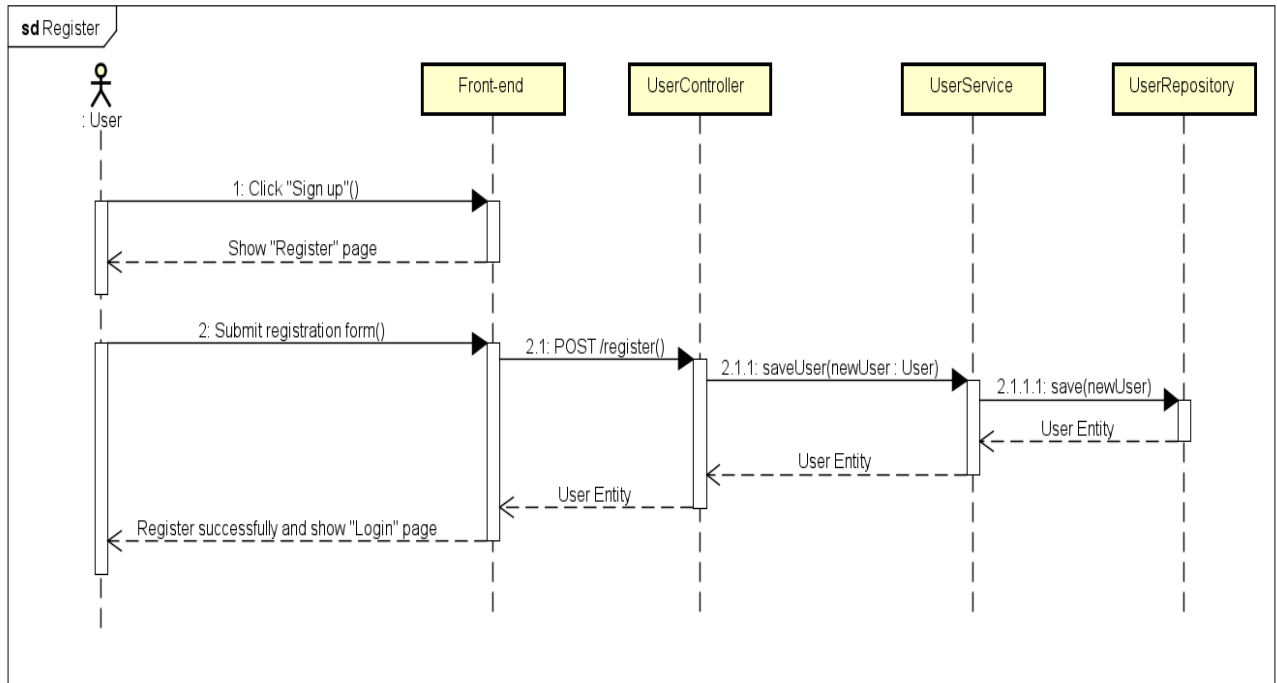 sd Register
: User
Front-end
UserController
UserService
UserRepository
1: Click "Sign up"()
Show "Register" page
2: Submit registration form()
2.1: POST /register()
2.1.1: saveUser(newUser : User)
2.1.1.1: save(newUser)
User Entity
User Entity
User Entity
Register successfully and show "Login" page